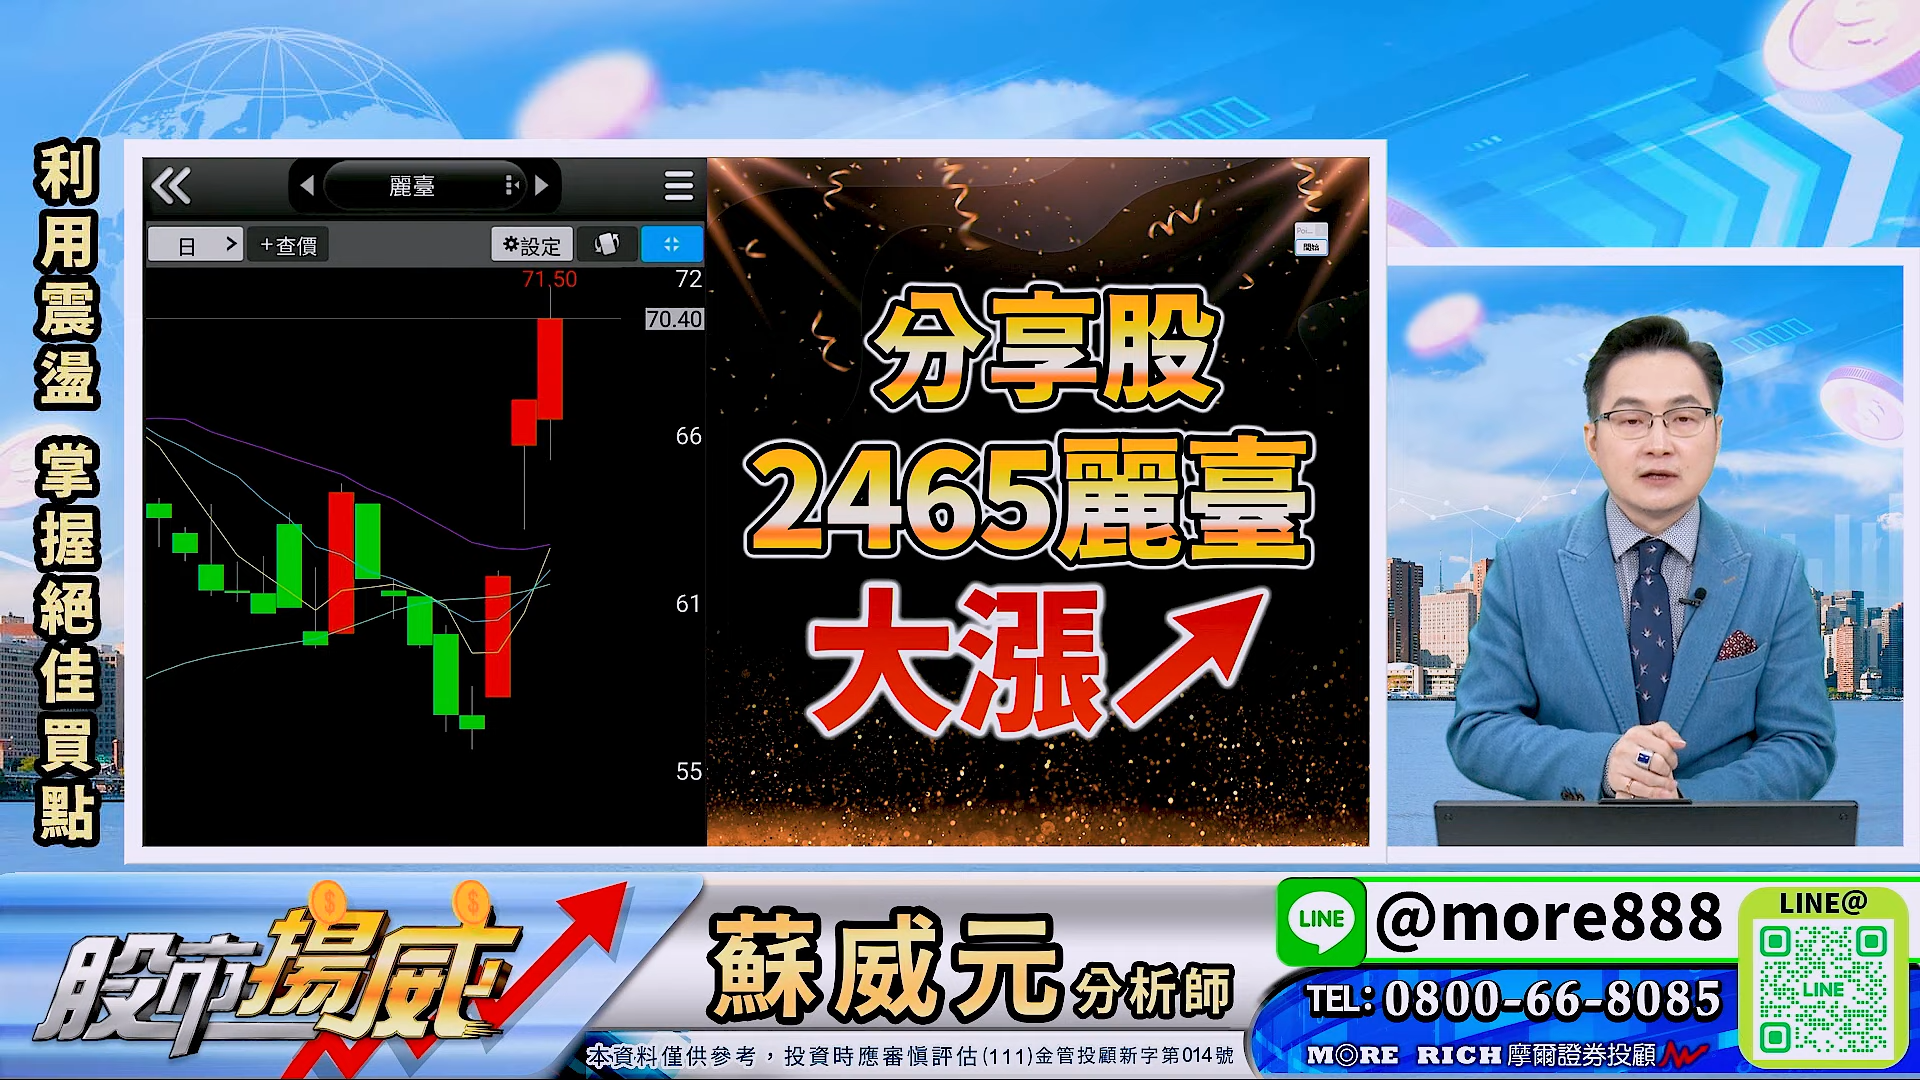 利用震盪 掌握絕佳買點
麗臺
日
+查價
設定
71.50
72
70.40
66
61
55
Poi...
開始
分享股
2465麗臺
大漲
股市揚威
蘇威元 分析師
本資料僅供參考，投資時應審慎評估(111)金管投顧新字第014號
LINE
@more888
TEL:0800-66-8085
MORE RICH 摩爾證券投顧
LINE@
LINE